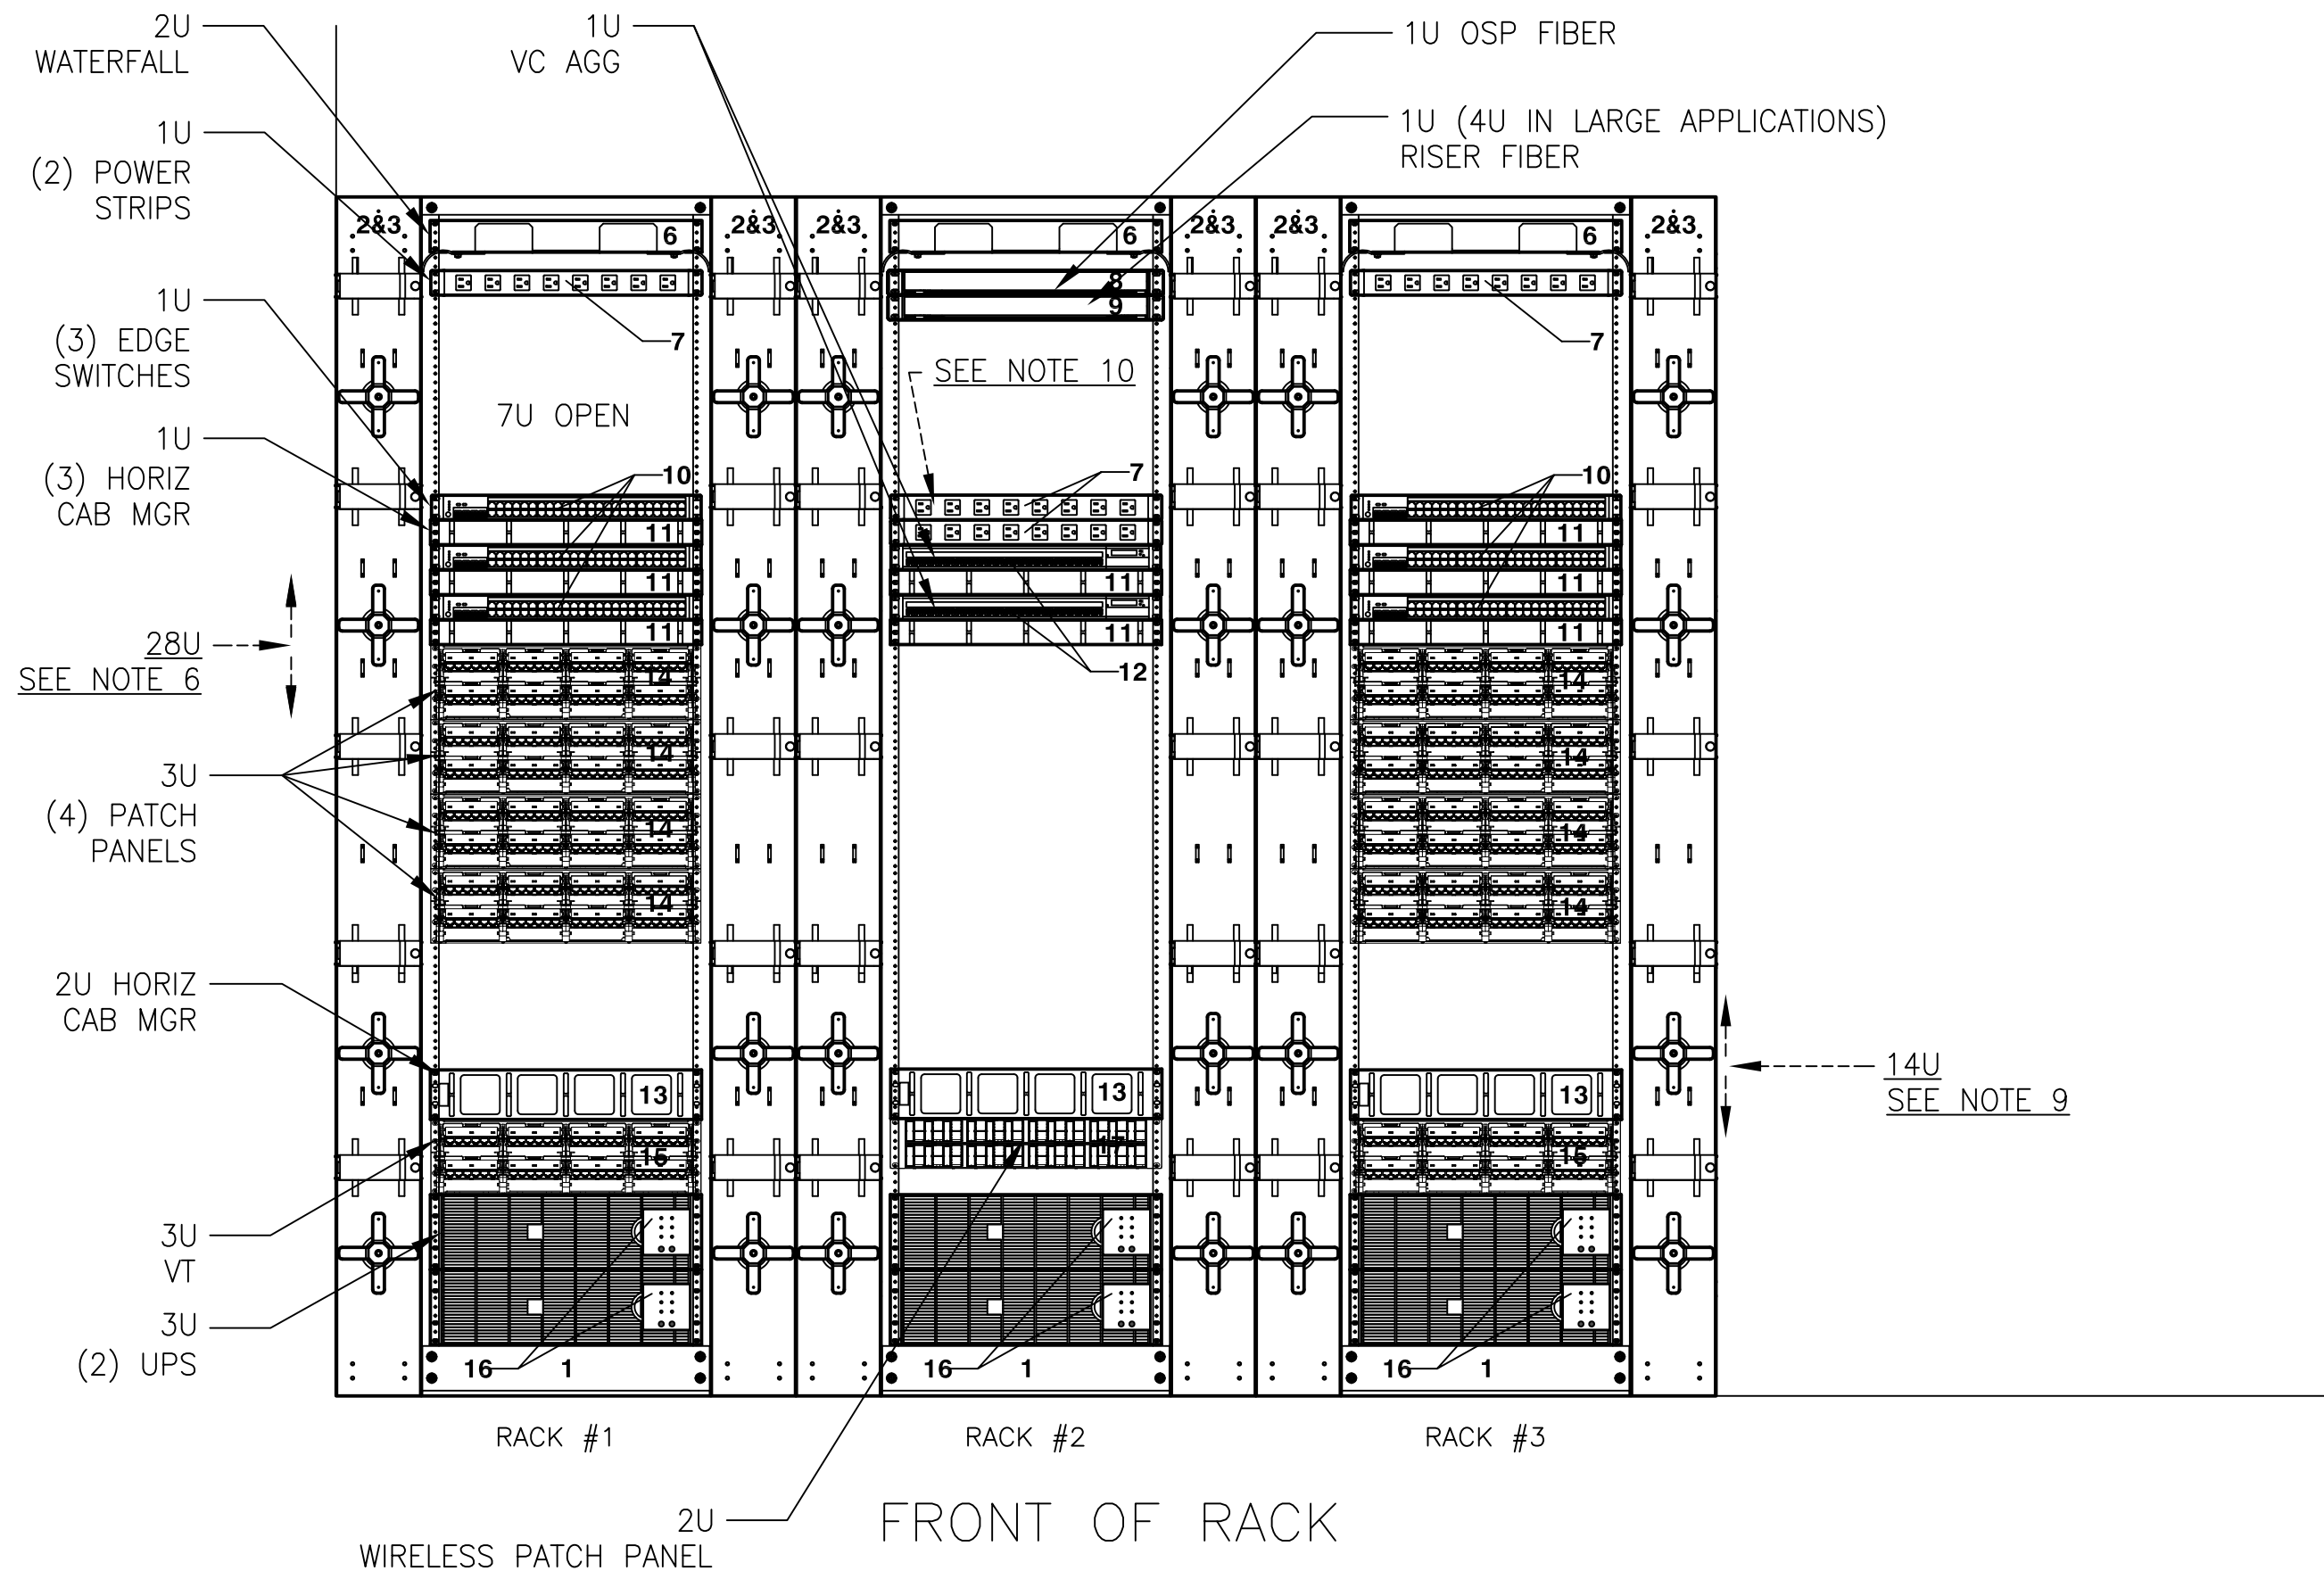 2U
WATERFALL
1U
VC AGG
1U OSP FIBER
1U (4U IN LARGE APPLICATIONS)
RISER FIBER
1U
(2) POWER
STRIPS
1U
(3) EDGE
SWITCHES
1U
(3) HORIZ
CAB MGR
28U
SEE NOTE 6
3U
(4) PATCH
PANELS
2U HORIZ
CAB MGR
3U
VT
3U
(2) UPS
2&3
6
7
7U OPEN
10
11
11
11
14
14
14
14
13
15
16 1
2&3
2&3
6
8
9
SEE NOTE 10
7
11
11
12
13
17
16 1
2&3
2&3
6
7
10
11
11
11
14
14
14
14
13
15
16 1
2&3
14U
SEE NOTE 9
RACK #1
RACK #2
RACK #3
2U
WIRELESS PATCH PANEL
FRONT OF RACK